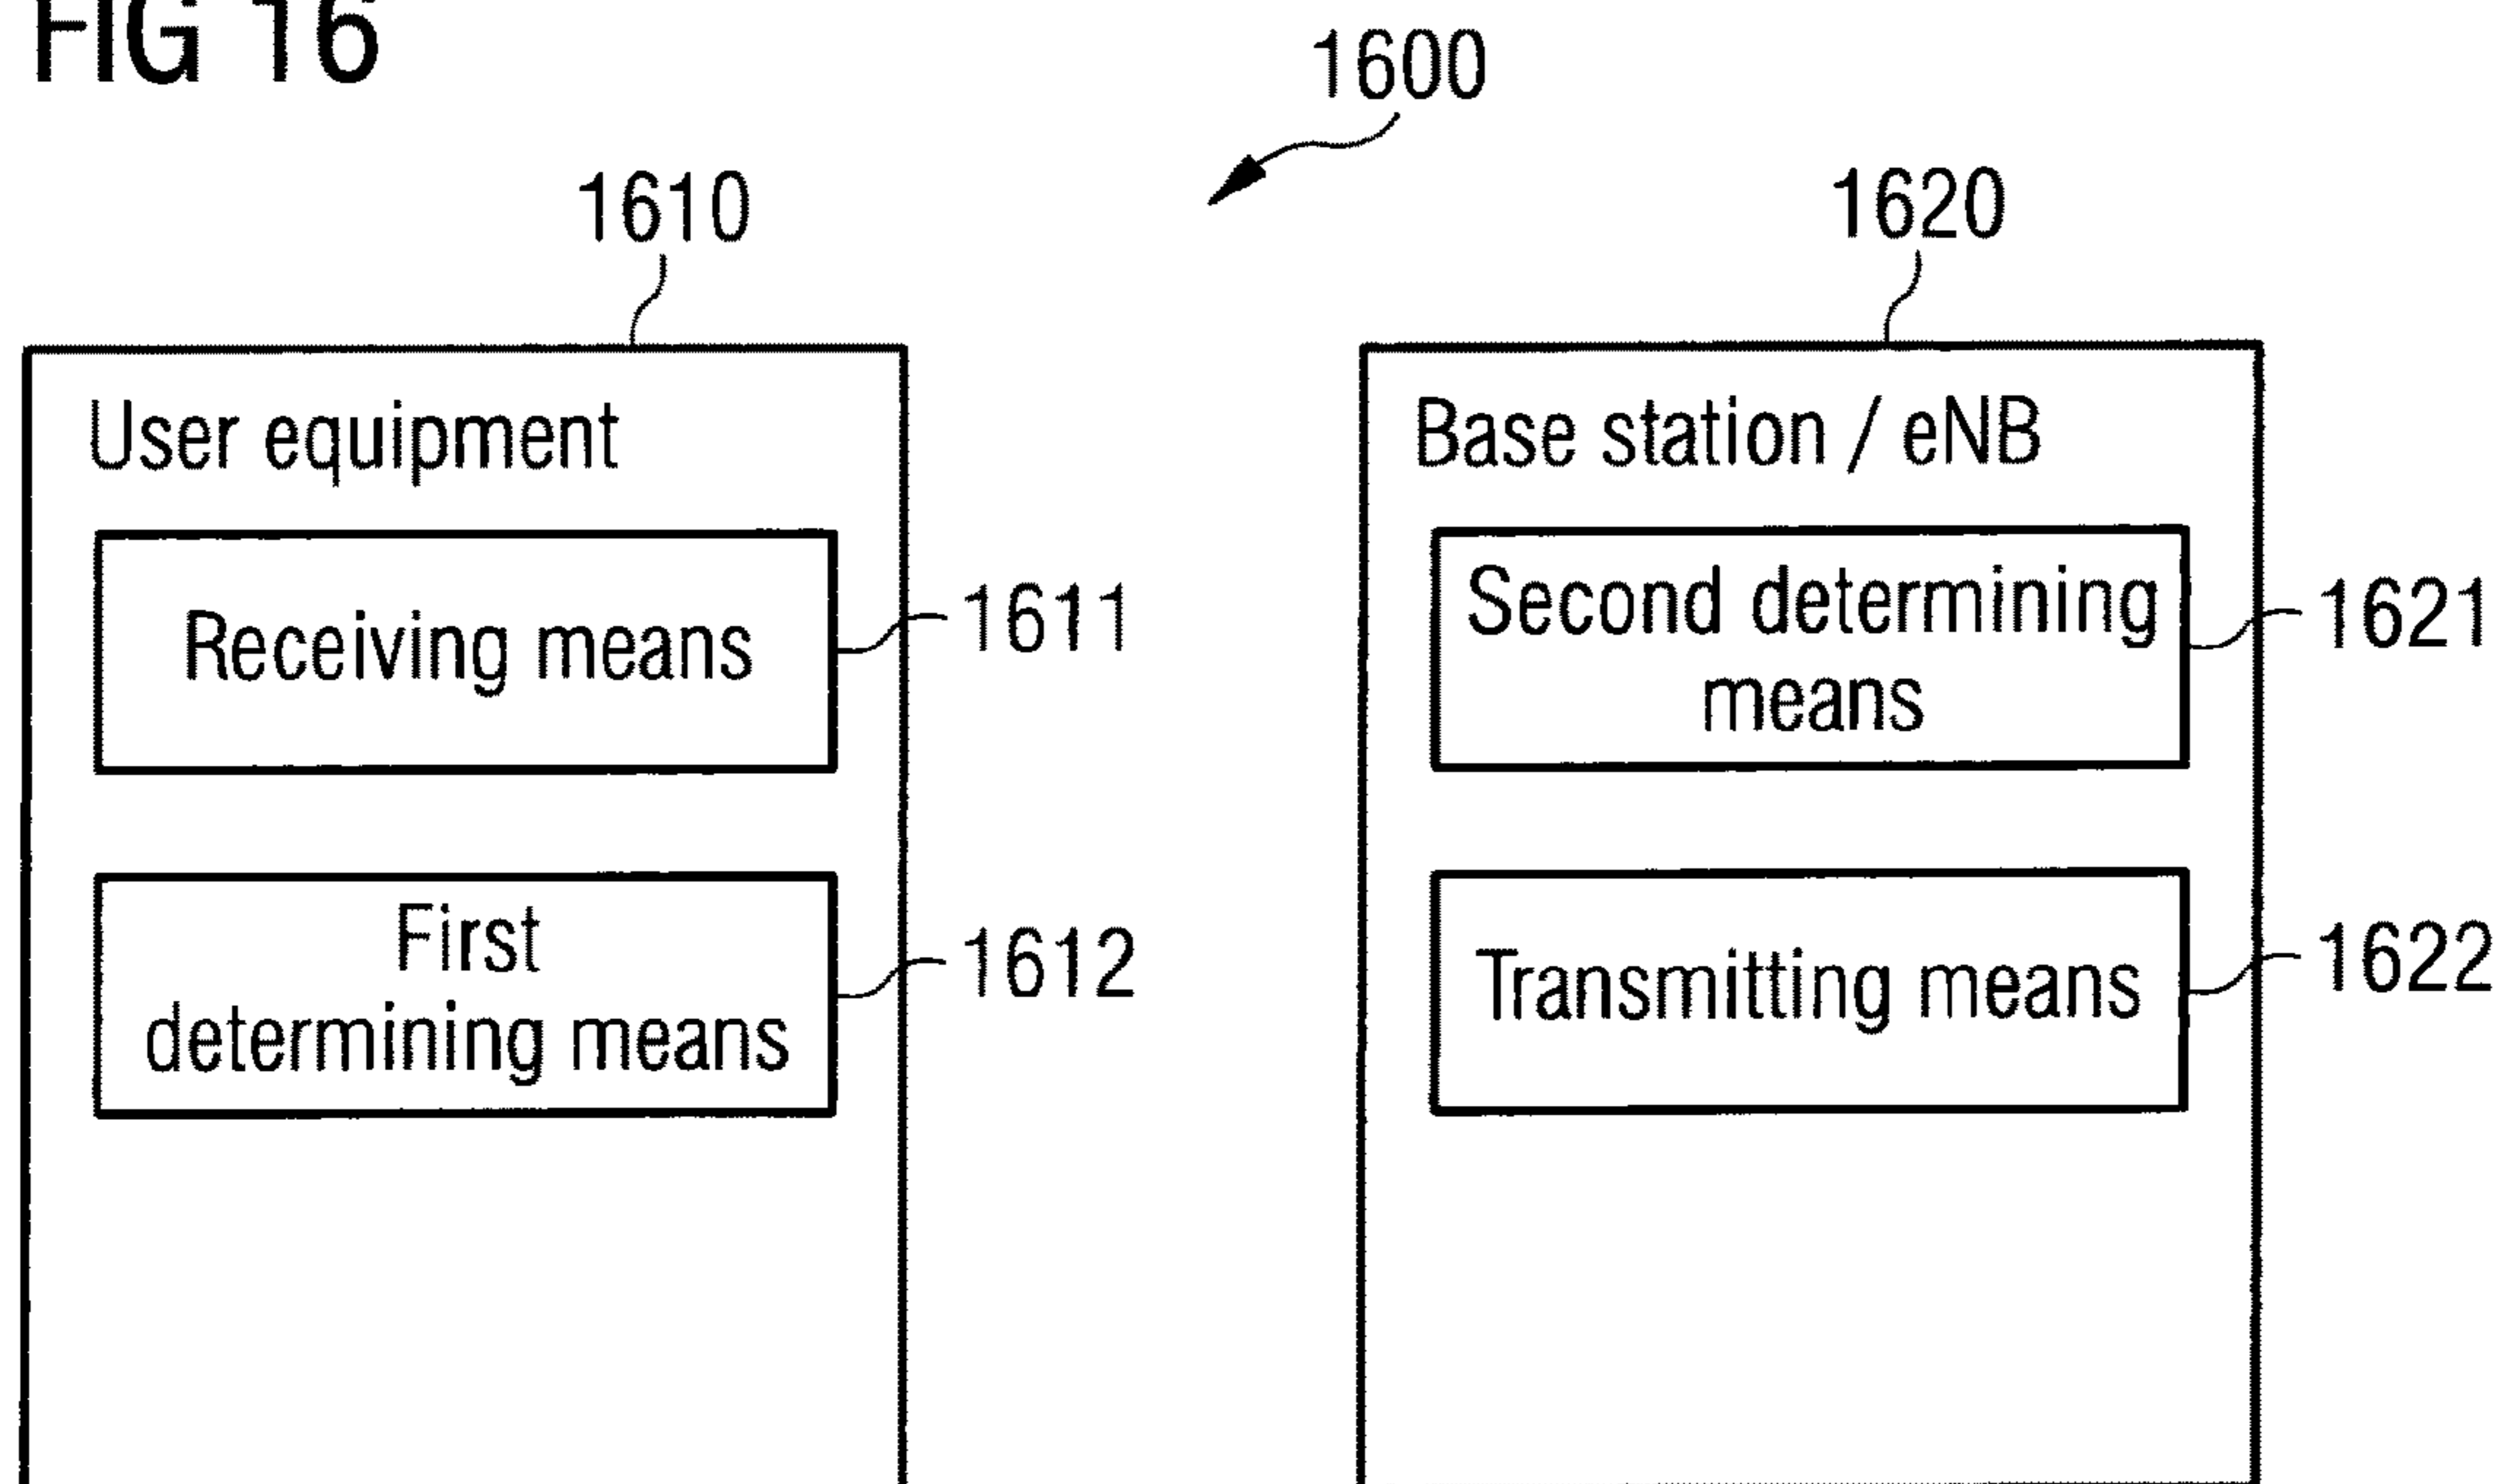 FIG 16
1600
1610
1620
User equipment
Receiving means
1611
First
determining means
1612
Base station / eNB
Second determining
means
1621
Transmitting means
1622